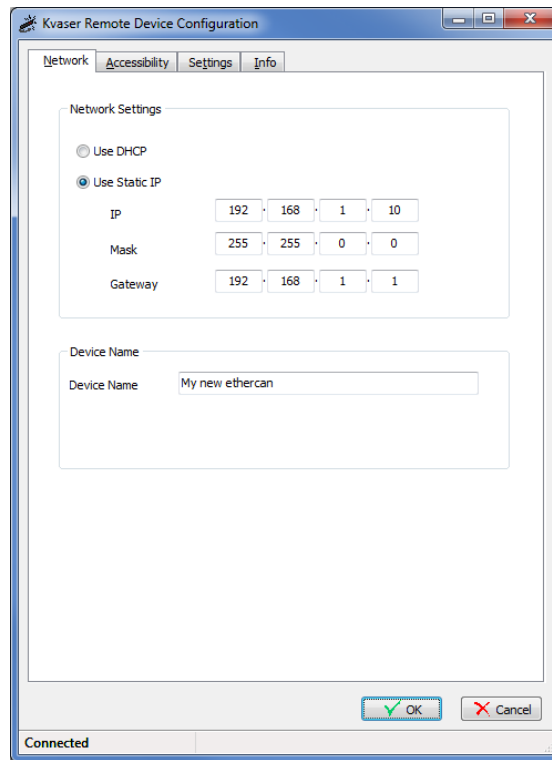 Kvaser Remote Device Configuration
Network Accessibility Settings Info
Network Settings
Use DHCP
Use Static IP
IP 192 . 168 . 1 . 10
Mask 255 . 255 . 0 . 0
Gateway 192 . 168 . 1 . 1
Device Name
Device Name My new ethercan
OK Cancel
Connected